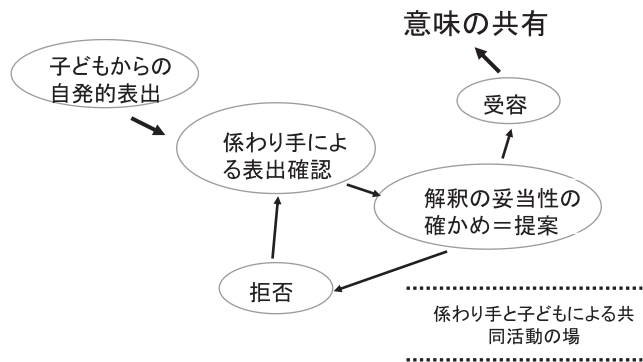 意味の共有
子どもからの
自発的表出
受容
係わり手によ
る表出確認
解釈の妥当性の
確かめ＝提案
拒否
係わり手と子どもによる共
同活動の場